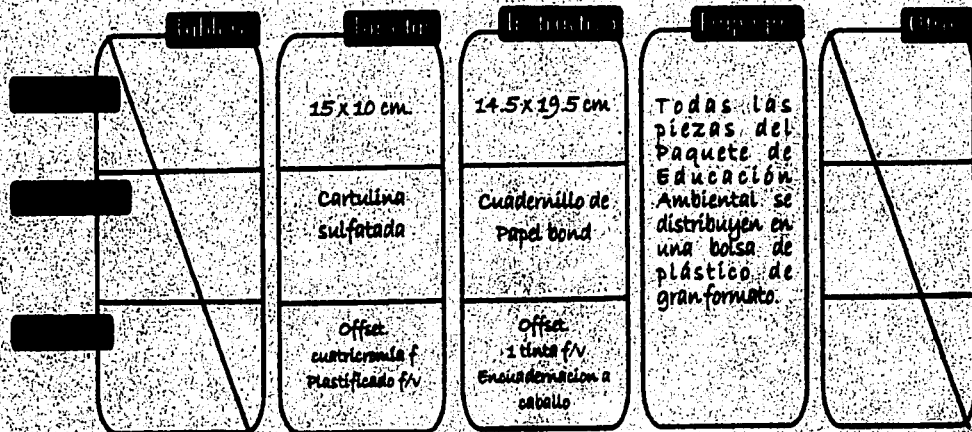 Tablero
15 x 10 cm.
Cartulina
sulfatada
Offset
cuatricromía f
Plastificado f/v
14.5 x 19.5 cm
Cuadernillo de
Papel bond
Offset
1 tinta f/v
Encuadernacion a
caballo
Todas las
piezas del
Paquete de
Educación
Ambiental se
distribuyen en
una bolsa de
plástico de
gran formato.